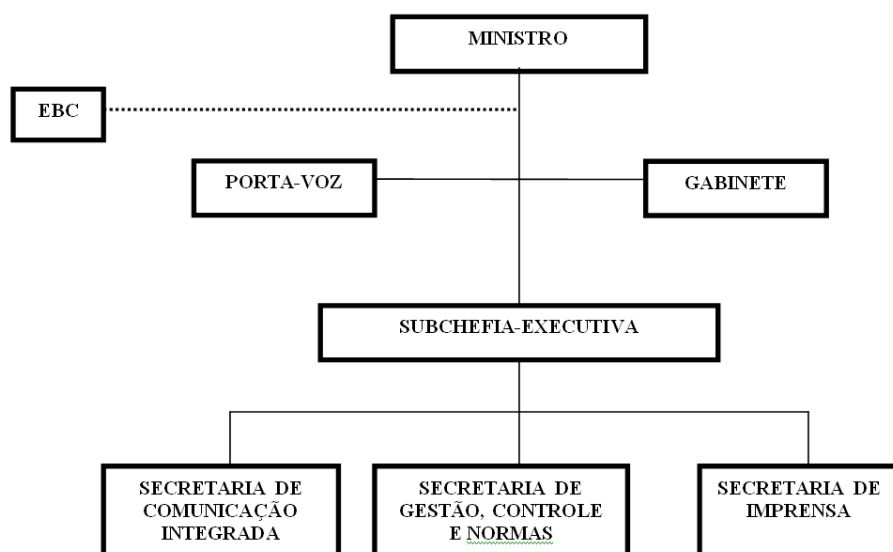 MINISTRO
EBC
PORTA-VOZ
GABINETE
SUBCHEFIA-EXECUTIVA
SECRETARIA DE
COMUNICAÇÃO
INTEGRADA
SECRETARIA DE
GESTÃO, CONTROLE
E NORMAS
SECRETARIA DE
IMPRENSA